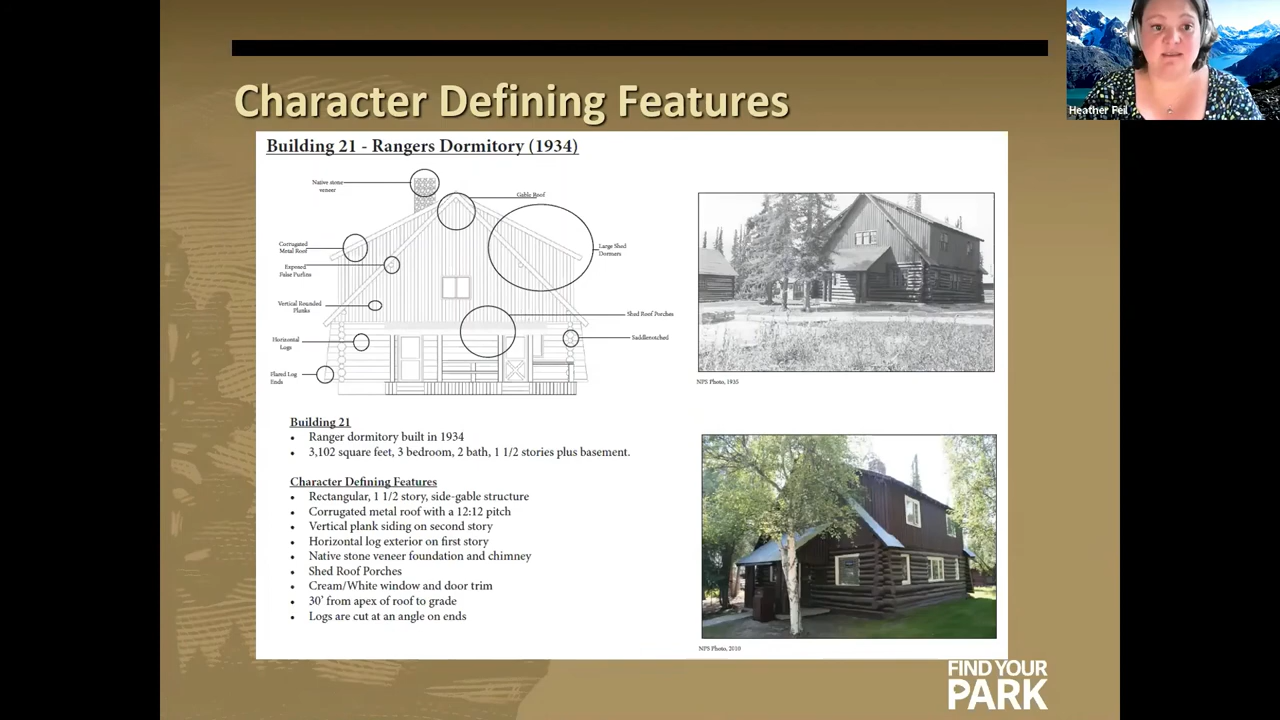 Heather Feil
Character Defining Features
Building 21 - Rangers Dormitory (1934)
Native stone
veneer
Gable Roof
Corrugated
Metal Roof
Large Shed
Dormers
Exposed
False Purlins
Vertical Rounded
Planks
Shed Roof Porches
Horizontal
Logs
Saddlenotched
Flared Log
Ends
NPS Photo, 1935
Building 21
• Ranger dormitory built in 1934
• 3,102 square feet, 3 bedroom, 2 bath, 1 1/2 stories plus basement.
Character Defining Features
• Rectangular, 1 1/2 story, side-gable structure
• Corrugated metal roof with a 12:12 pitch
• Vertical plank siding on second story
• Horizontal log exterior on first story
• Native stone veneer foundation and chimney
• Shed Roof Porches
• Cream/White window and door trim
• 30' from apex of roof to grade
• Logs are cut at an angle on ends
NPS Photo, 2010
FIND YOUR
PARK